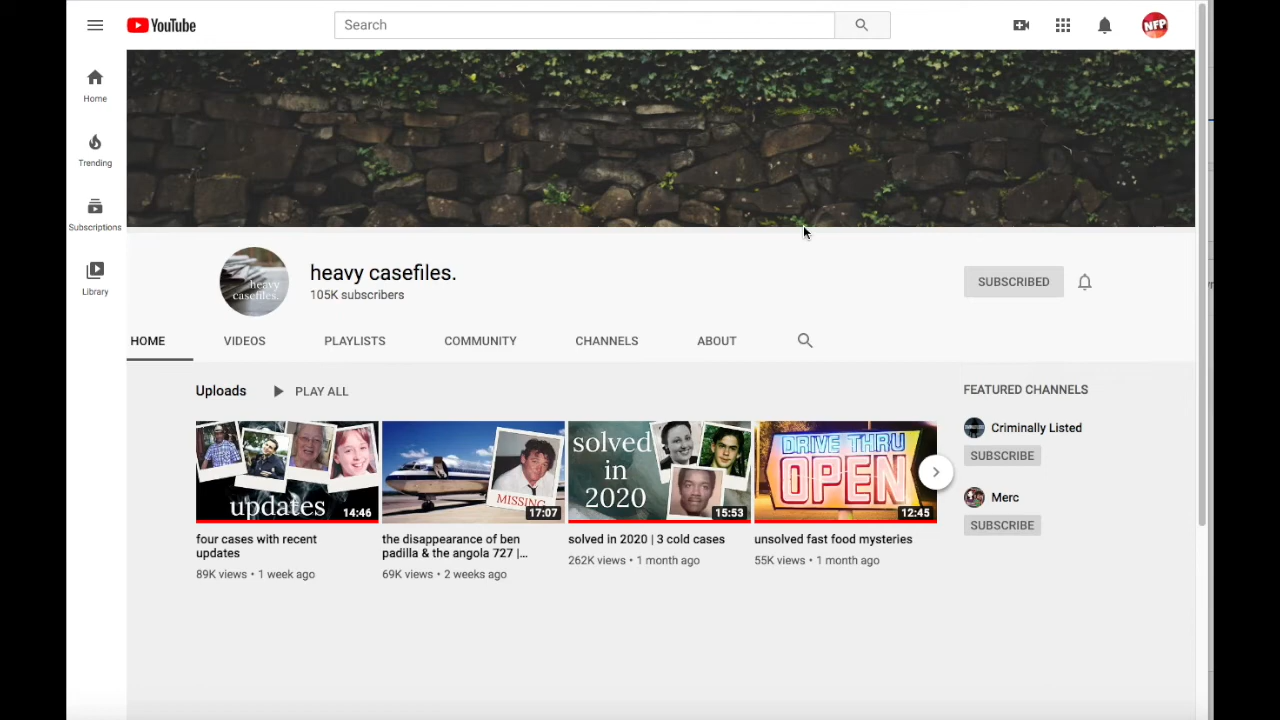 YouTube
Search
NFP
Home
Trending
Subscriptions
Library
heavy
casefiles.
heavy casefiles.
105K subscribers
SUBSCRIBED
HOME
VIDEOS
PLAYLISTS
COMMUNITY
CHANNELS
ABOUT
Uploads
PLAY ALL
updates
14:46
four cases with recent
updates
89K views • 1 week ago
MISSING
17:07
the disappearance of ben
padilla & the angola 727 |...
69K views • 2 weeks ago
solved
in
2020
15:53
solved in 2020 | 3 cold cases
262K views • 1 month ago
DRIVE THRU
OPEN
12:45
unsolved fast food mysteries
55K views • 1 month ago
FEATURED CHANNELS
Criminally Listed
SUBSCRIBE
Merc
SUBSCRIBE